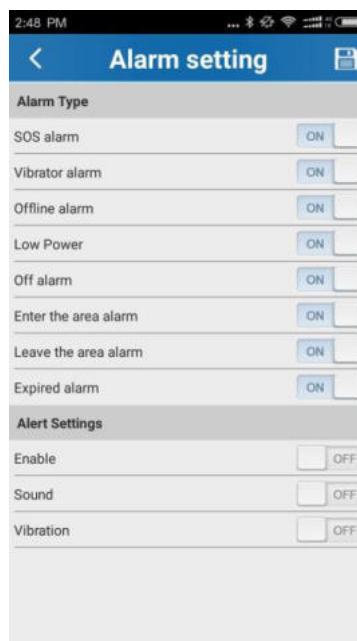 2:48 PM
...
Alarm setting
Alarm Type
SOS alarm ON
Vibrator alarm ON
Offline alarm ON
Low Power ON
Off alarm ON
Enter the area alarm ON
Leave the area alarm ON
Expired alarm ON
Alert Settings
Enable OFF
Sound OFF
Vibration OFF